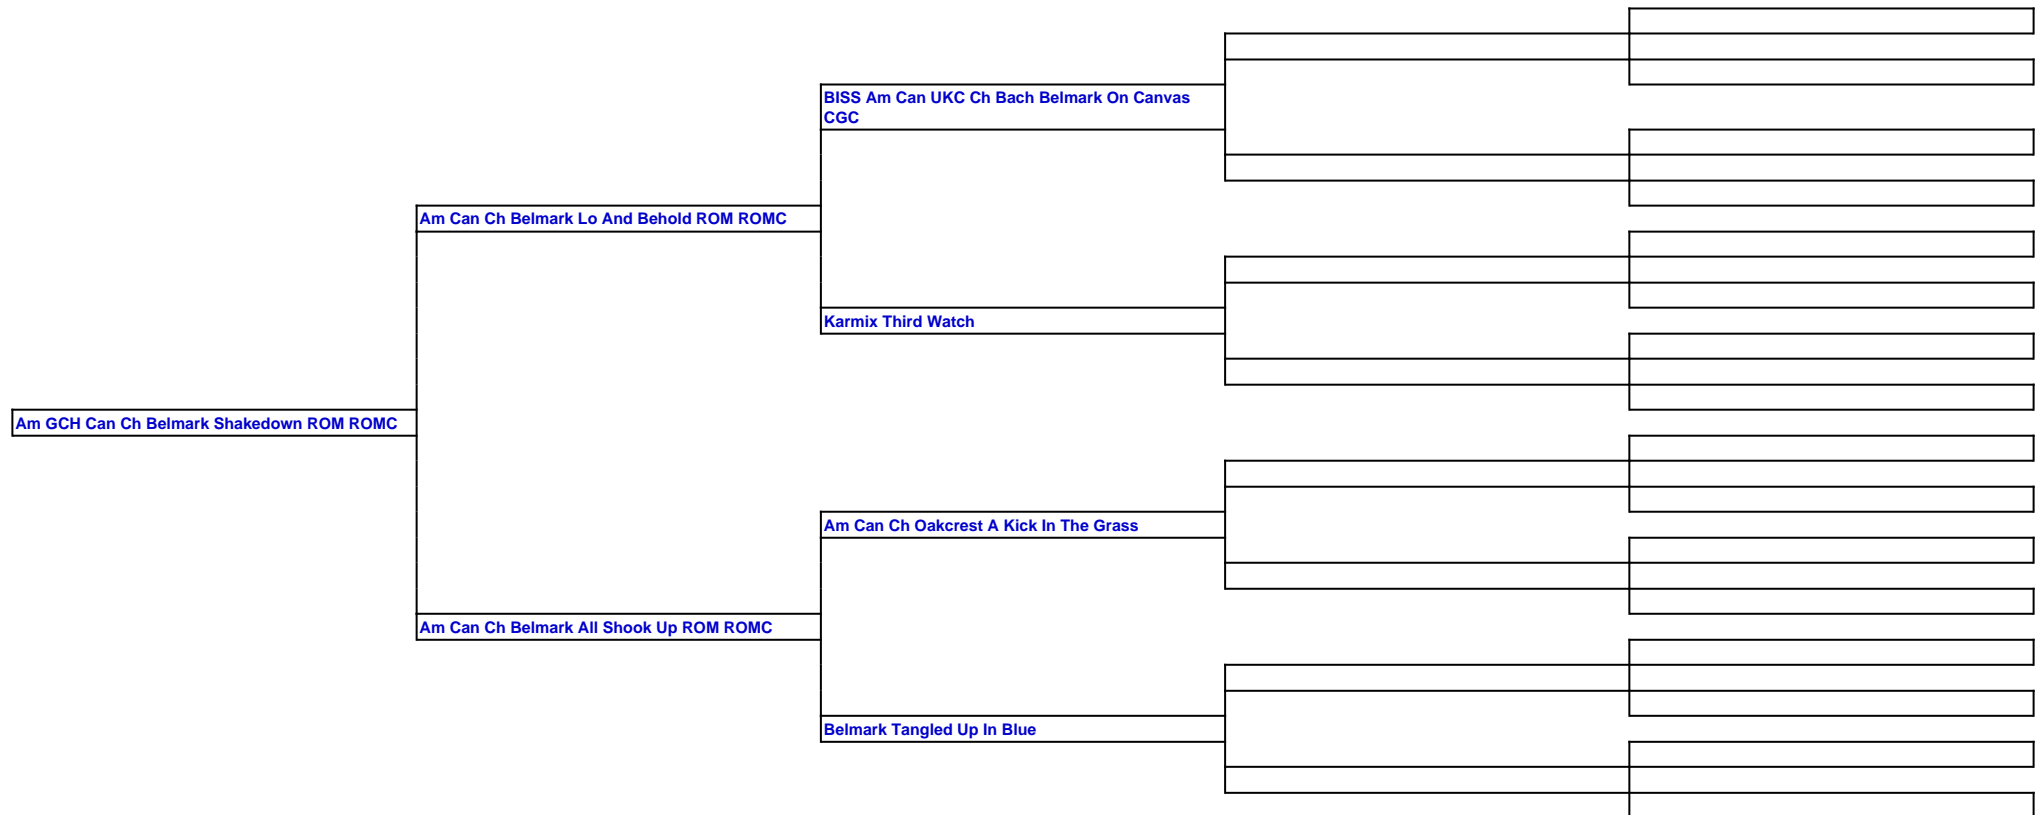 BISS Am Can UKC Ch Bach Belmark On Canvas
CGC
Am Can Ch Belmark Lo And Behold ROM ROMC
Karmix Third Watch
Am GCH Can Ch Belmark Shakedown ROM ROMC
Am Can Ch Oakcrest A Kick In The Grass
Am Can Ch Belmark All Shook Up ROM ROMC
Belmark Tangled Up In Blue